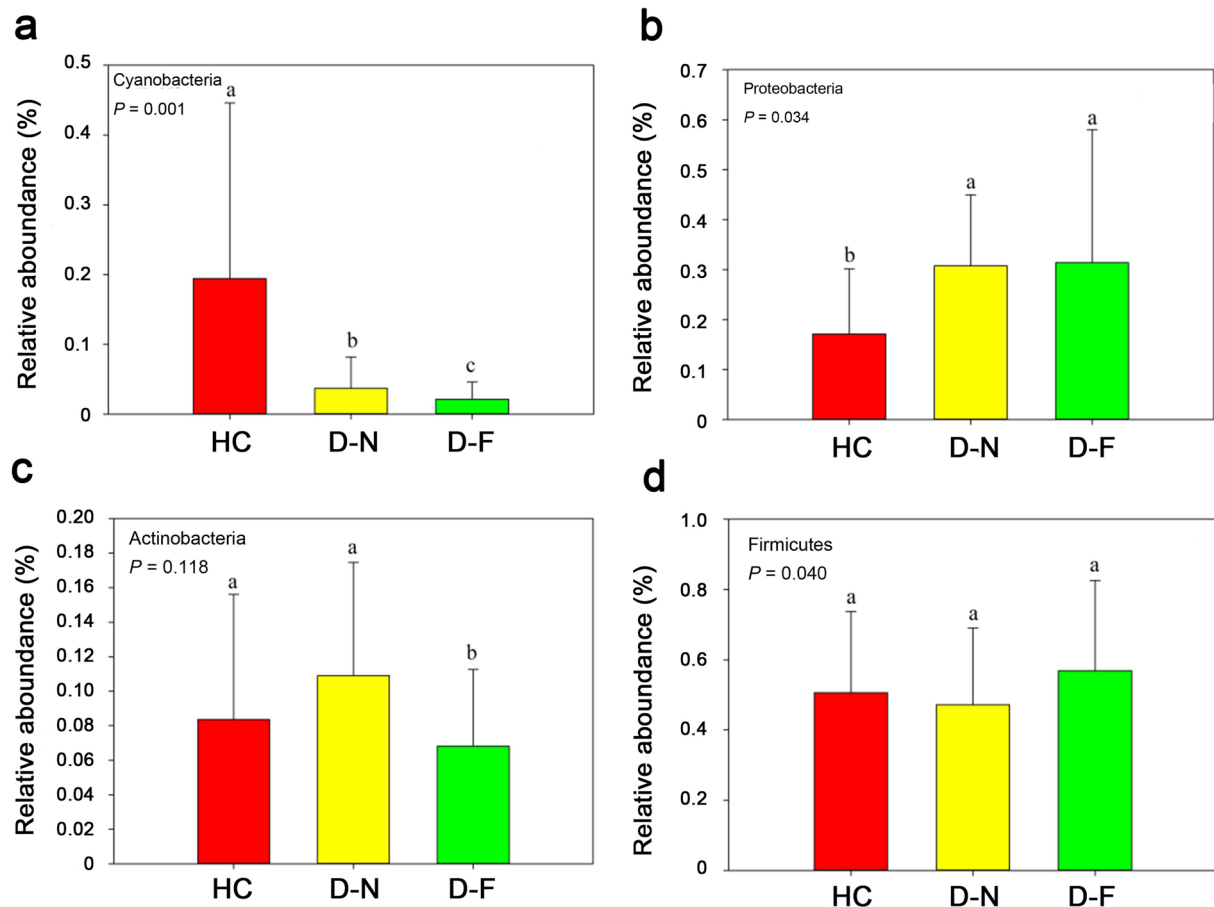 a
Relative aboundance (%)
0.5
0.4
0.3
0.2
0.1
0
Cyanobacteria
P = 0.001
a
b
c
HC D-N D-F
b
Relative aboundance (%)
0.7
0.6
0.5
0.4
0.3
0.2
0.1
0
Proteobacteria
P = 0.034
b
a
a
HC D-N D-F
c
Relative aboundance (%)
0.20
0.18
0.16
0.14
0.12
0.10
0.08
0.06
0.04
0.02
0
Actinobacteria
P = 0.118
a
a
b
HC D-N D-F
d
Relative aboundance (%)
1.0
0.8
0.6
0.4
0.2
0
Firmicutes
P = 0.040
a
a
a
HC D-N D-F